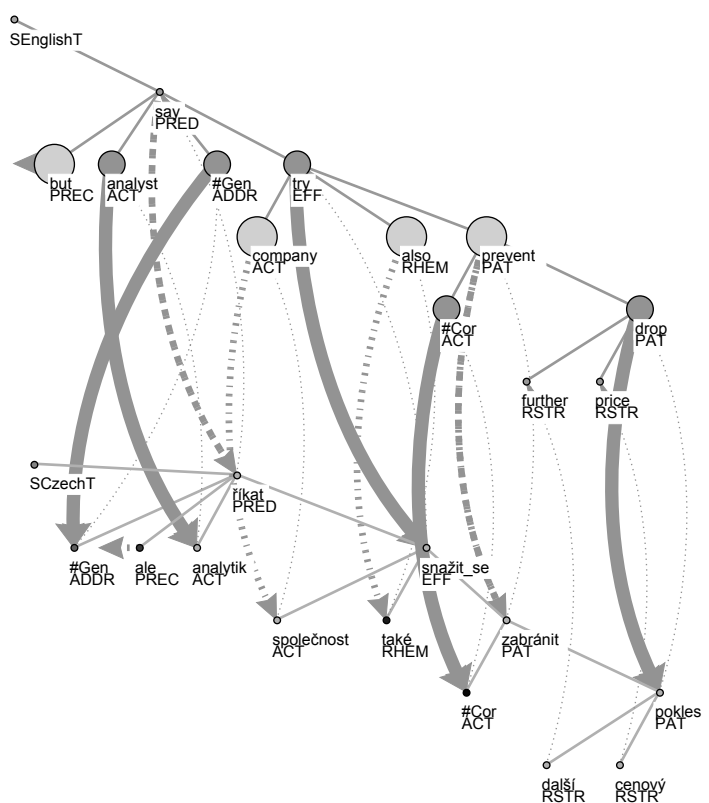 SEnglishT
say
PRED
but
PREC
analyst
ACT
#Gen
ADDR
try
EFF
company
ACT
also
RHEM
prevent
PAT
#Cor
ACT
drop
PAT
further
RSTR
price
RSTR
SCzechT
říkat
PRED
#Gen
ADDR
ale
PREC
analytik
ACT
snažit_se
EFF
společnost
ACT
také
RHEM
zabránit
PAT
#Cor
ACT
pokles
PAT
další
RSTR
cenový
RSTR